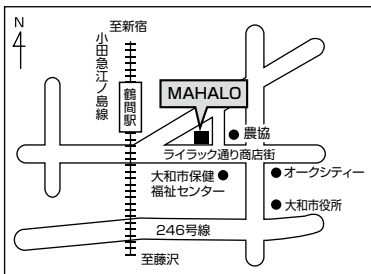 N
至新宿
小田急江ノ島線
鶴間駅
MAHALO
農協
ライラック通り商店街
大和市保健
福祉センター
オークシティー
大和市役所
246号線
至藤沢